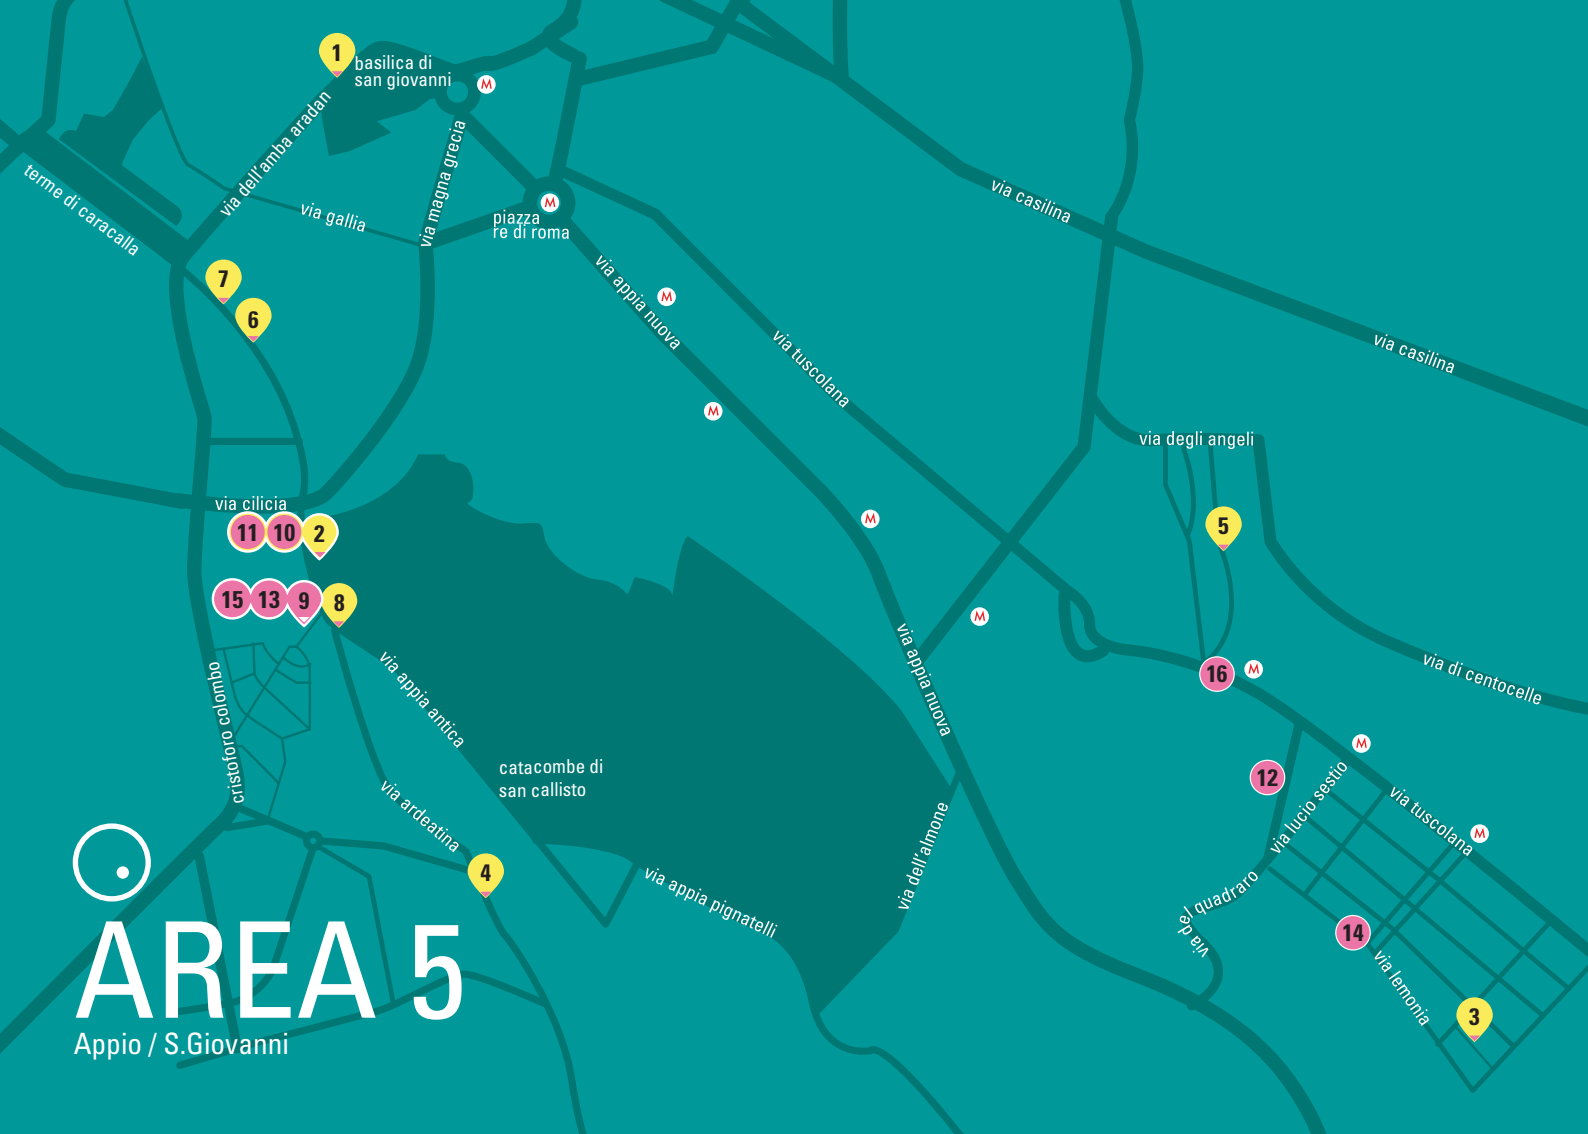 1
basilica di
san giovanni
M
via dell'amba aradan
via magna grecia
terme di caracalla
via gallia
M
piazza
re di roma
via casilina
7
6
via appia nuova
M
via tuscolana
via casilina
M
via degli angeli
via cilicia
11
10
2
M
5
15
13
9
8
M
via appia nuova
via appia antica
cristoforo colombo
16
M
via di centocelle
catacombe di
san callisto
M
12
via lucio sestio
via ardeatina
via tuscolana
M
via dell'almone
4
via appia pignatelli
via del quadraro
14
via lemonia
3
AREA 5
Appio / S.Giovanni